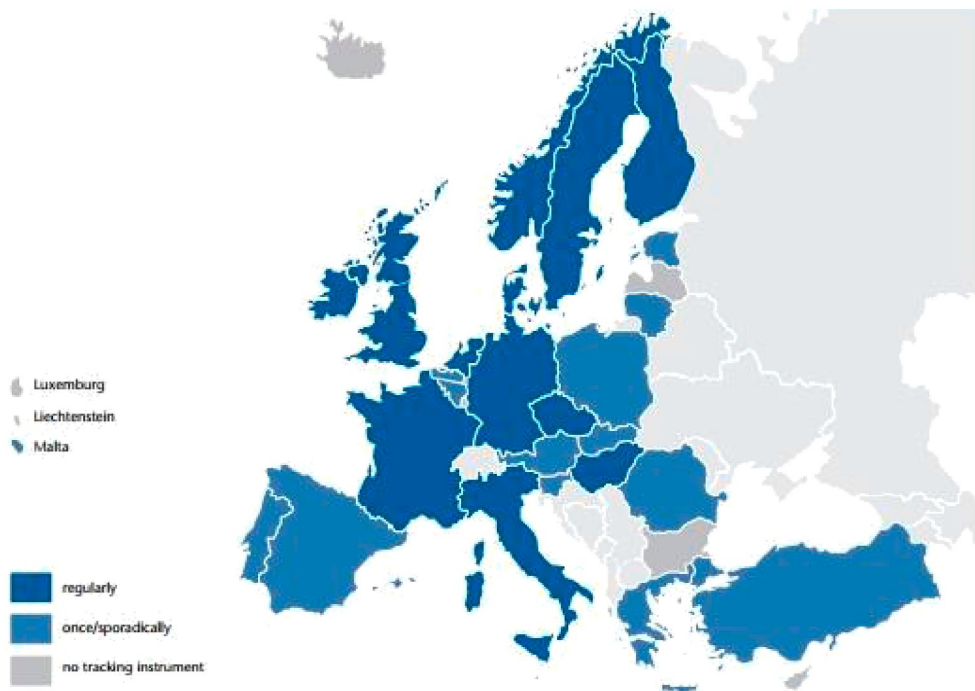 Luxemburg
Liechtenstein
Malta
regularly
once/sporadically
no tracking instrument